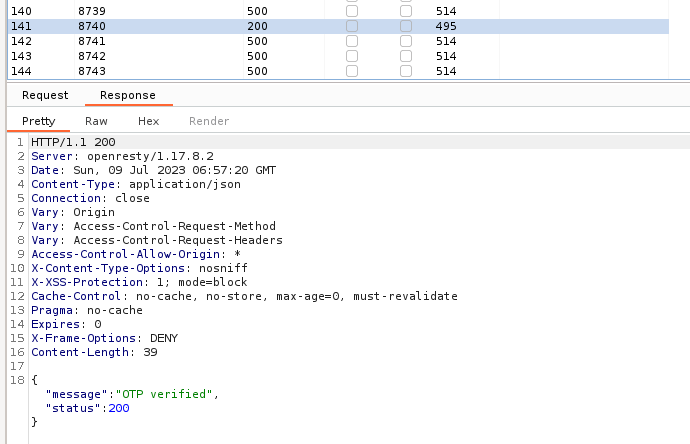 140 8739 500 514
141 8740 200 495
142 8741 500 514
143 8742 500 514
144 8743 500 514
Request Response
Pretty Raw Hex Render
1 HTTP/1.1 200
2 Server: openresty/1.17.8.2
3 Date: Sun, 09 Jul 2023 06:57:20 GMT
4 Content-Type: application/json
5 Connection: close
6 Vary: Origin
7 Vary: Access-Control-Request-Method
8 Vary: Access-Control-Request-Headers
9 Access-Control-Allow-Origin: *
10 X-Content-Type-Options: nosniff
11 X-XSS-Protection: 1; mode=block
12 Cache-Control: no-cache, no-store, max-age=0, must-revalidate
13 Pragma: no-cache
14 Expires: 0
15 X-Frame-Options: DENY
16 Content-Length: 39
17
18 {
"message":"OTP verified",
"status":200
}